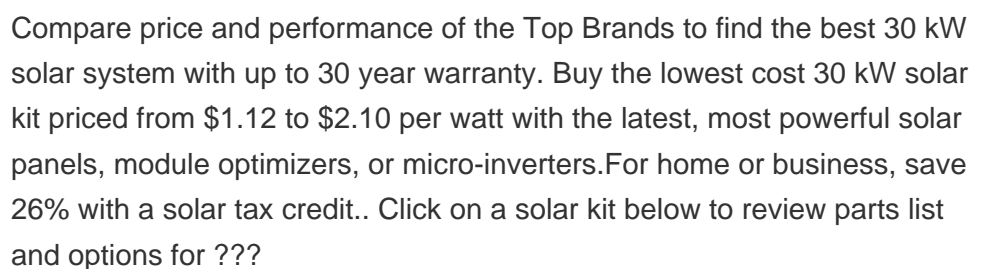 Compare price and performance of the Top Brands to find the best 30 kW
solar system with up to 30 year warranty. Buy the lowest cost 30 kW solar
kit priced from $1.12 to $2.10 per watt with the latest, most powerful solar
panels, module optimizers, or micro-inverters.For home or business, save
26% with a solar tax credit.. Click on a solar kit below to review parts list
and options for ???